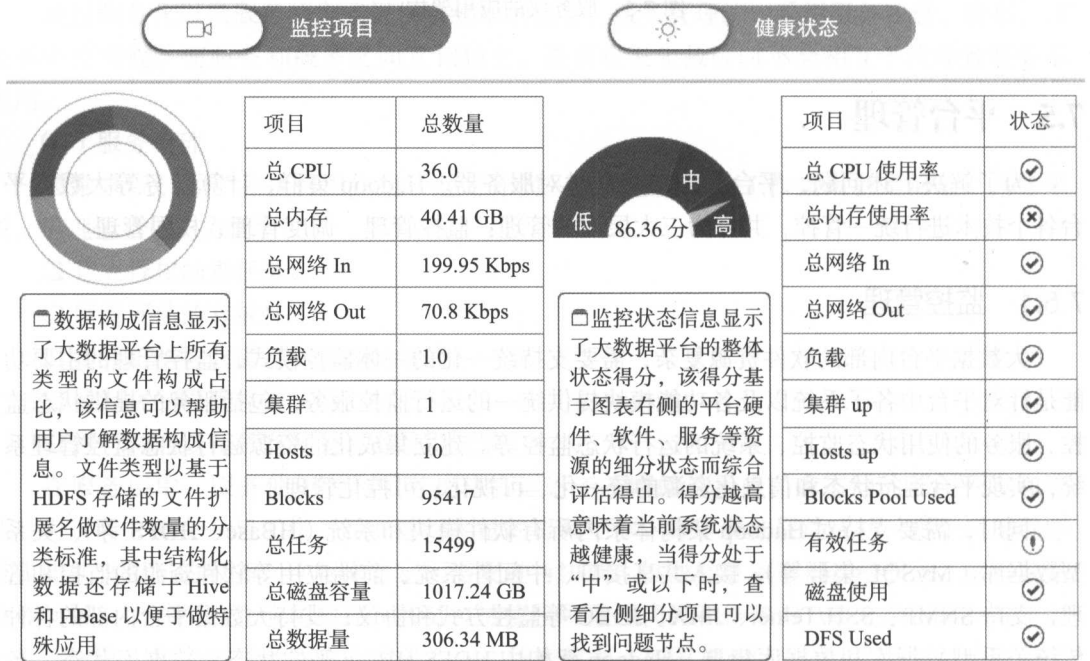 监控项目
健康状态
项目 总数量
总 CPU 36.0
总内存 40.41 GB
总网络 In 199.95 Kbps
总网络 Out 70.8 Kbps
负载 1.0
集群 1
Hosts 10
Blocks 95417
总任务 15499
总磁盘容量 1017.24 GB
总数据量 306.34 MB
数据构成信息显示
了大数据平台上所有
类型的文件构成占
比，该信息可以帮助
用户了解数据构成信
息。文件类型以基于
HDFS 存储的文件扩
展名做文件数量的分
类标准，其中结构化
数据还存储于 Hive
和 HBase 以便于做特
殊应用
低
中
高
86.36 分
监控状态信息显示
了大数据平台的整体
状态得分，该得分基
于图表右侧的平台硬
件、软件、服务等资
源的细分状态而综合
评估得出。得分越高
意味着当前系统状态
越健康，当得分处于
“中”或以下时，查
看右侧细分项目可以
找到问题节点。
项目 状态
总 CPU 使用率
总内存使用率
总网络 In
总网络 Out
负载
集群 up
Hosts up
Blocks Pool Used
有效任务
磁盘使用
DFS Used